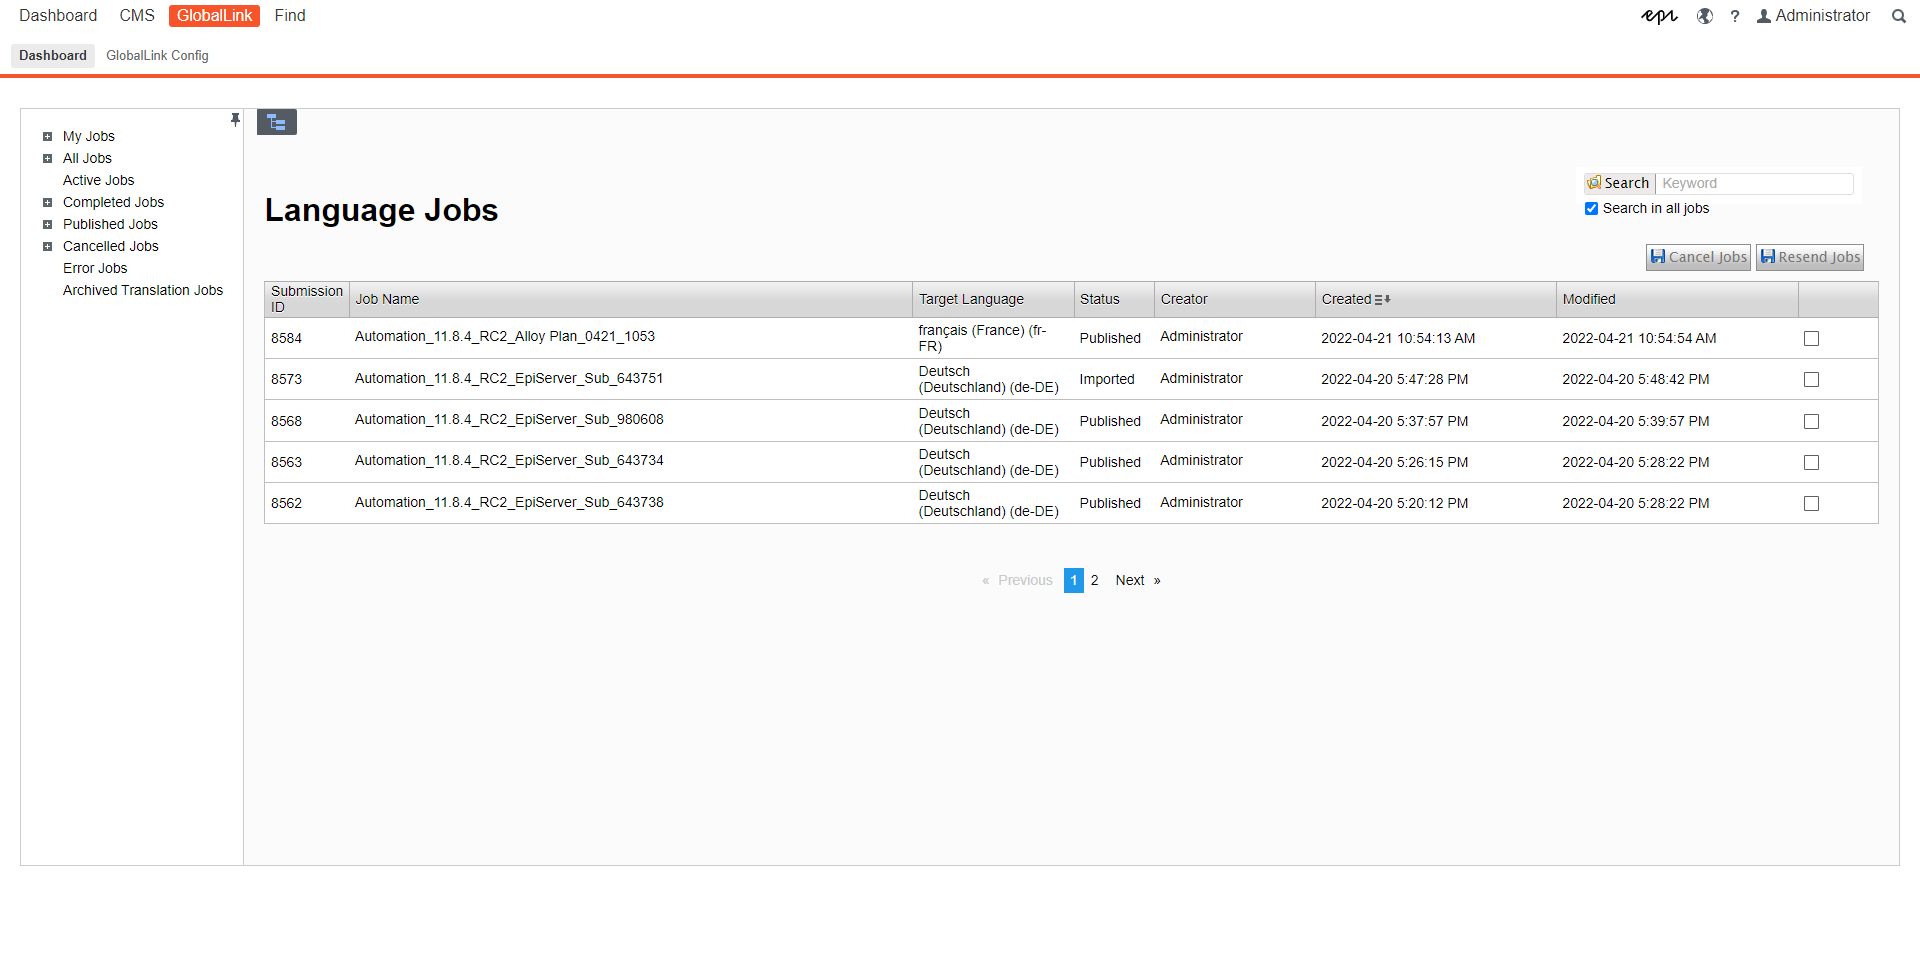 Dashboard CMS GlobalLink Find
epi ? Administrator
Dashboard GlobalLink Config
My Jobs
All Jobs
Active Jobs
Completed Jobs
Published Jobs
Cancelled Jobs
Error Jobs
Archived Translation Jobs
Search Keyword
Language Jobs
Search in all jobs
Cancel Jobs Resend Jobs
Submission ID Job Name Target Language Status Creator Created Modified
8584 Automation_11.8.4_RC2_Alloy Plan_0421_1053 français (France) (fr-FR) Published Administrator 2022-04-21 10:54:13 AM 2022-04-21 10:54:54 AM
8573 Automation_11.8.4_RC2_EpiServer_Sub_643751 Deutsch (Deutschland) (de-DE) Imported Administrator 2022-04-20 5:47:28 PM 2022-04-20 5:48:42 PM
8568 Automation_11.8.4_RC2_EpiServer_Sub_980608 Deutsch (Deutschland) (de-DE) Published Administrator 2022-04-20 5:37:57 PM 2022-04-20 5:39:57 PM
8563 Automation_11.8.4_RC2_EpiServer_Sub_643734 Deutsch (Deutschland) (de-DE) Published Administrator 2022-04-20 5:26:15 PM 2022-04-20 5:28:22 PM
8562 Automation_11.8.4_RC2_EpiServer_Sub_643738 Deutsch (Deutschland) (de-DE) Published Administrator 2022-04-20 5:20:12 PM 2022-04-20 5:28:22 PM
« Previous 1 2 Next »